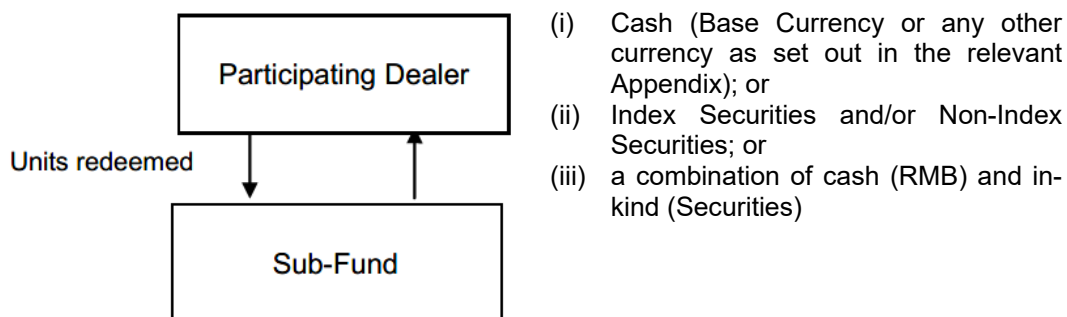 Participating Dealer
Units redeemed
Sub-Fund
(i) Cash (Base Currency or any other
currency as set out in the relevant
Appendix); or
(ii) Index Securities and/or Non-Index
Securities; or
(iii) a combination of cash (RMB) and in-
kind (Securities)